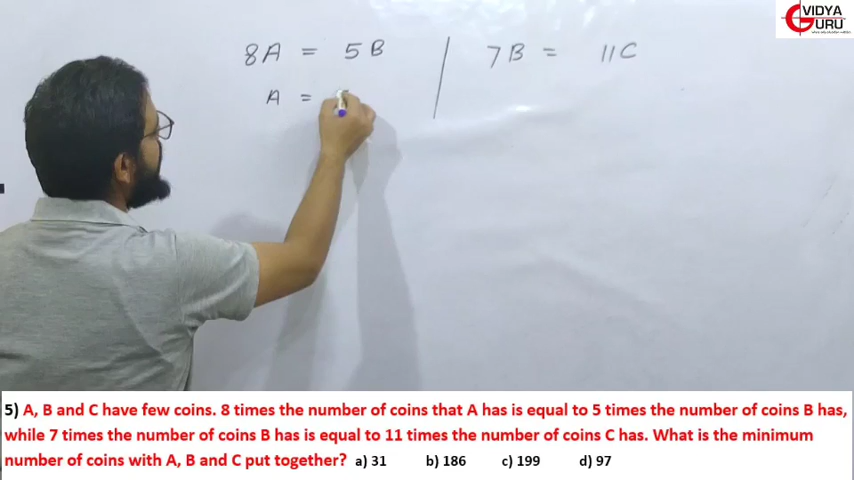 VIDYA
GURU
8A = 5B
7B = 11C
A =
5) A, B and C have few coins. 8 times the number of coins that A has is equal to 5 times the number of coins B has,
while 7 times the number of coins B has is equal to 11 times the number of coins C has. What is the minimum
number of coins with A, B and C put together? a) 31 b) 186 c) 199 d) 97